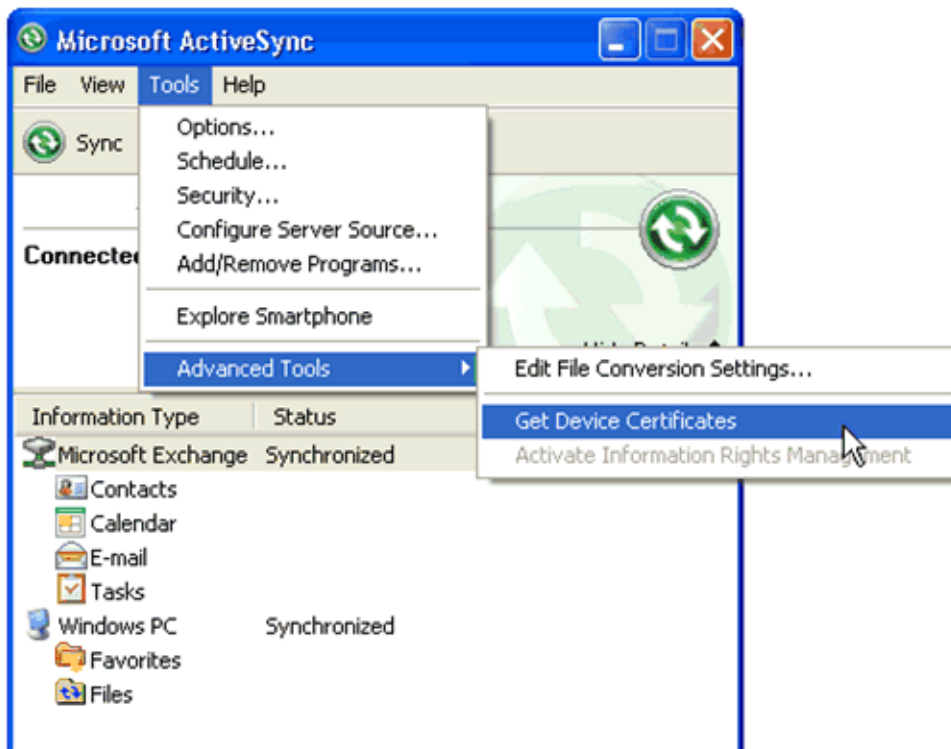 Microsoft ActiveSync
File View Tools Help
Sync
Options...
Schedule...
Security...
Configure Server Source...
Add/Remove Programs...
Explore Smartphone
Advanced Tools
Edit File Conversion Settings...
Get Device Certificates
Activate Information Rights Management
Information Type Status
Microsoft Exchange Synchronized
Contacts
Calendar
E-mail
Tasks
Windows PC Synchronized
Favorites
Files